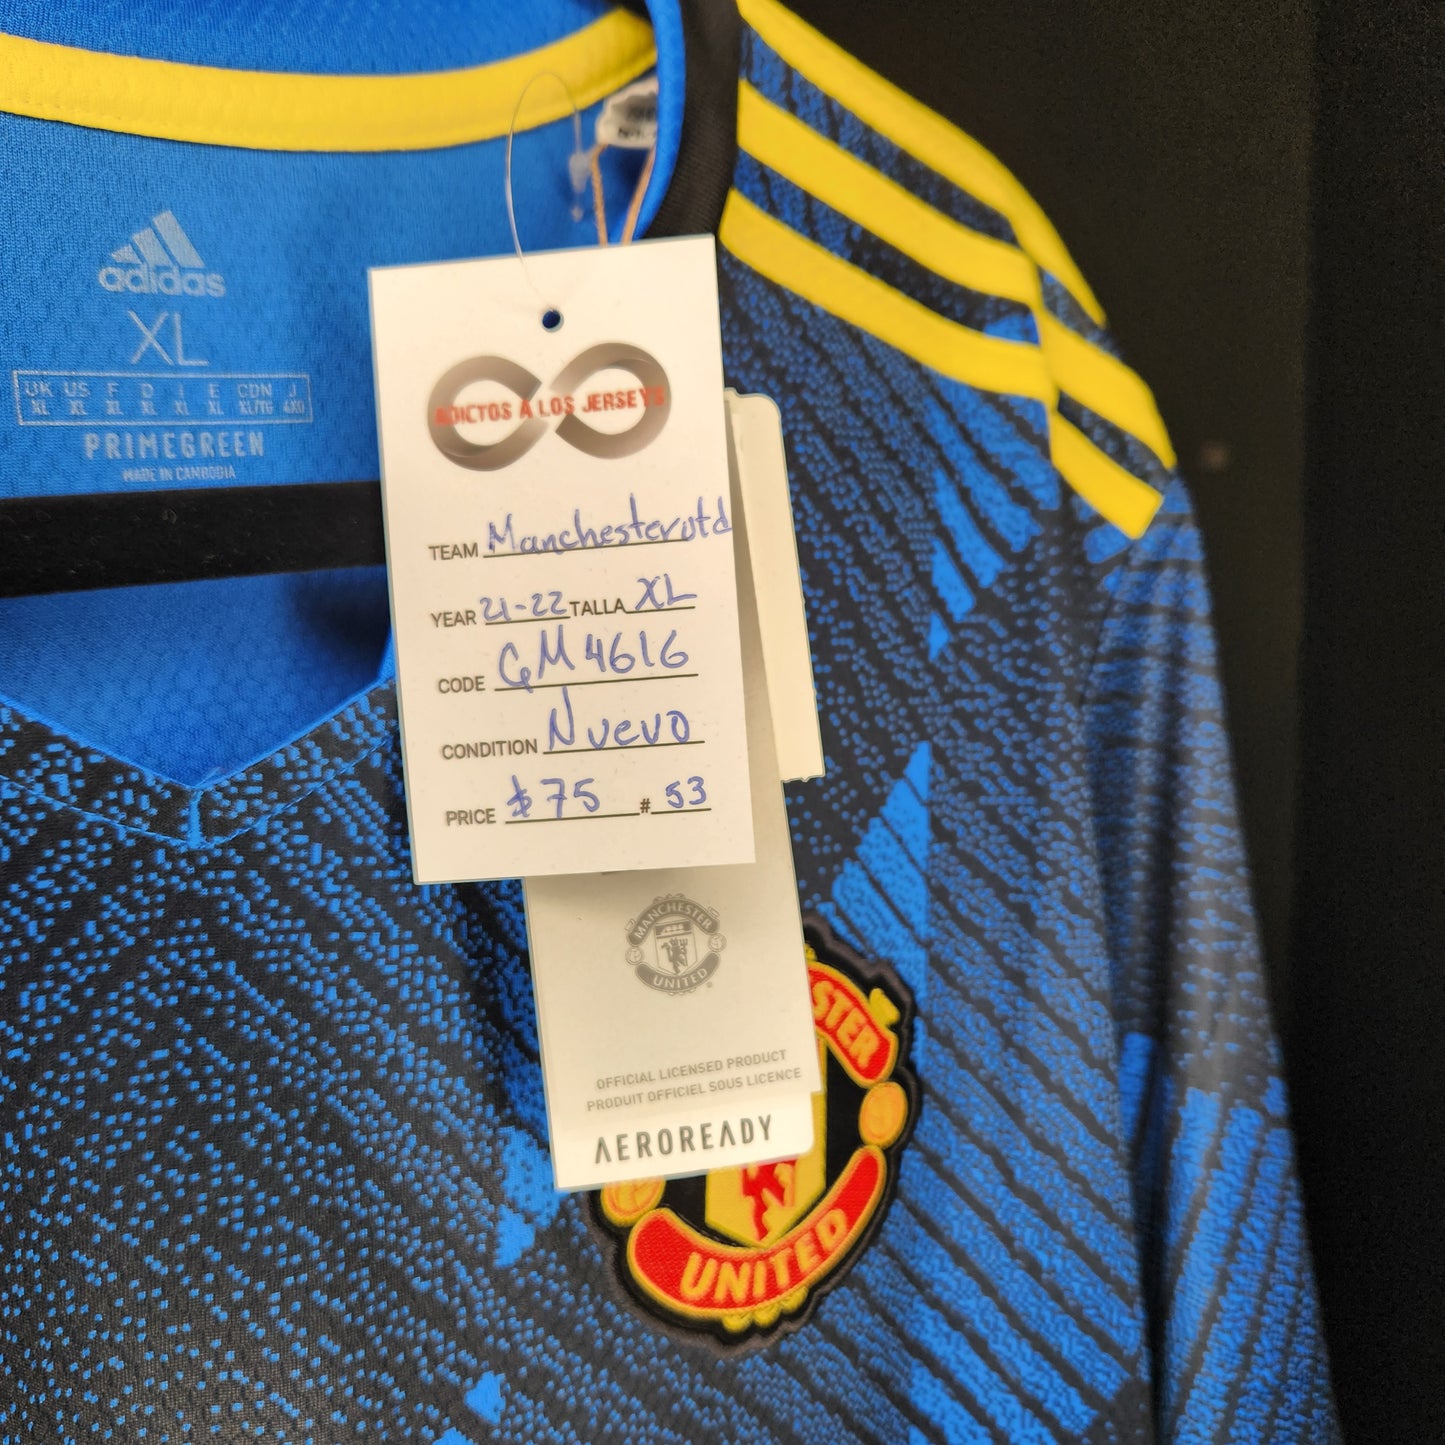 adidas
XL
UK US F D I E CDN J
XL XL XL XL XL XL XL/TG 4XO
PRIMEGREEN
MADE IN CAMBODIA
ADICTOS A LOS JERSEYS
TEAM Manchester utd
YEAR 21-22 TALLA XL
CODE GM4616
CONDITION Nuevo
PRICE $75 # 53
MANCHESTER
UNITED
OFFICIAL LICENSED PRODUCT
PRODUIT OFFICIEL SOUS LICENCE
AEROREADY
STER
UNITED